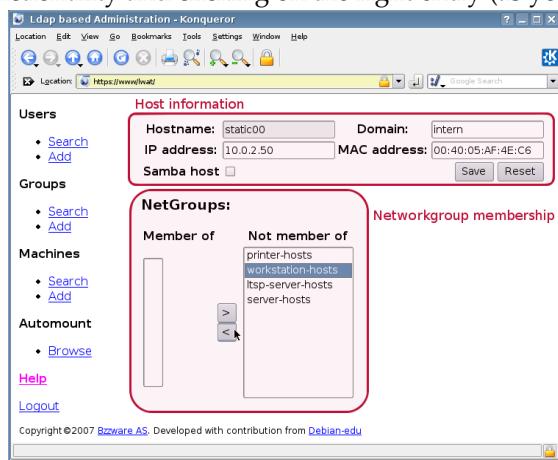 Ldap based Administration - Konqueror
Location Edit View Go Bookmarks Tools Settings Window Help
Location: https://www/lwat/ Google Search
Users
Search
Add
Groups
Search
Add
Machines
Search
Add
Automount
Browse
Help
Logout
Host information
Hostname: static00 Domain: intern
IP address: 10.0.2.50 MAC address: 00:40:05:AF:4E:C6
Samba host Save Reset
NetGroups:
Networkgroup membership
Member of Not member of
printer-hosts
workstation-hosts
ltsp-server-hosts
server-hosts
>
<
Copyright©2007 Bzzware AS. Developed with contribution from Debian-edu